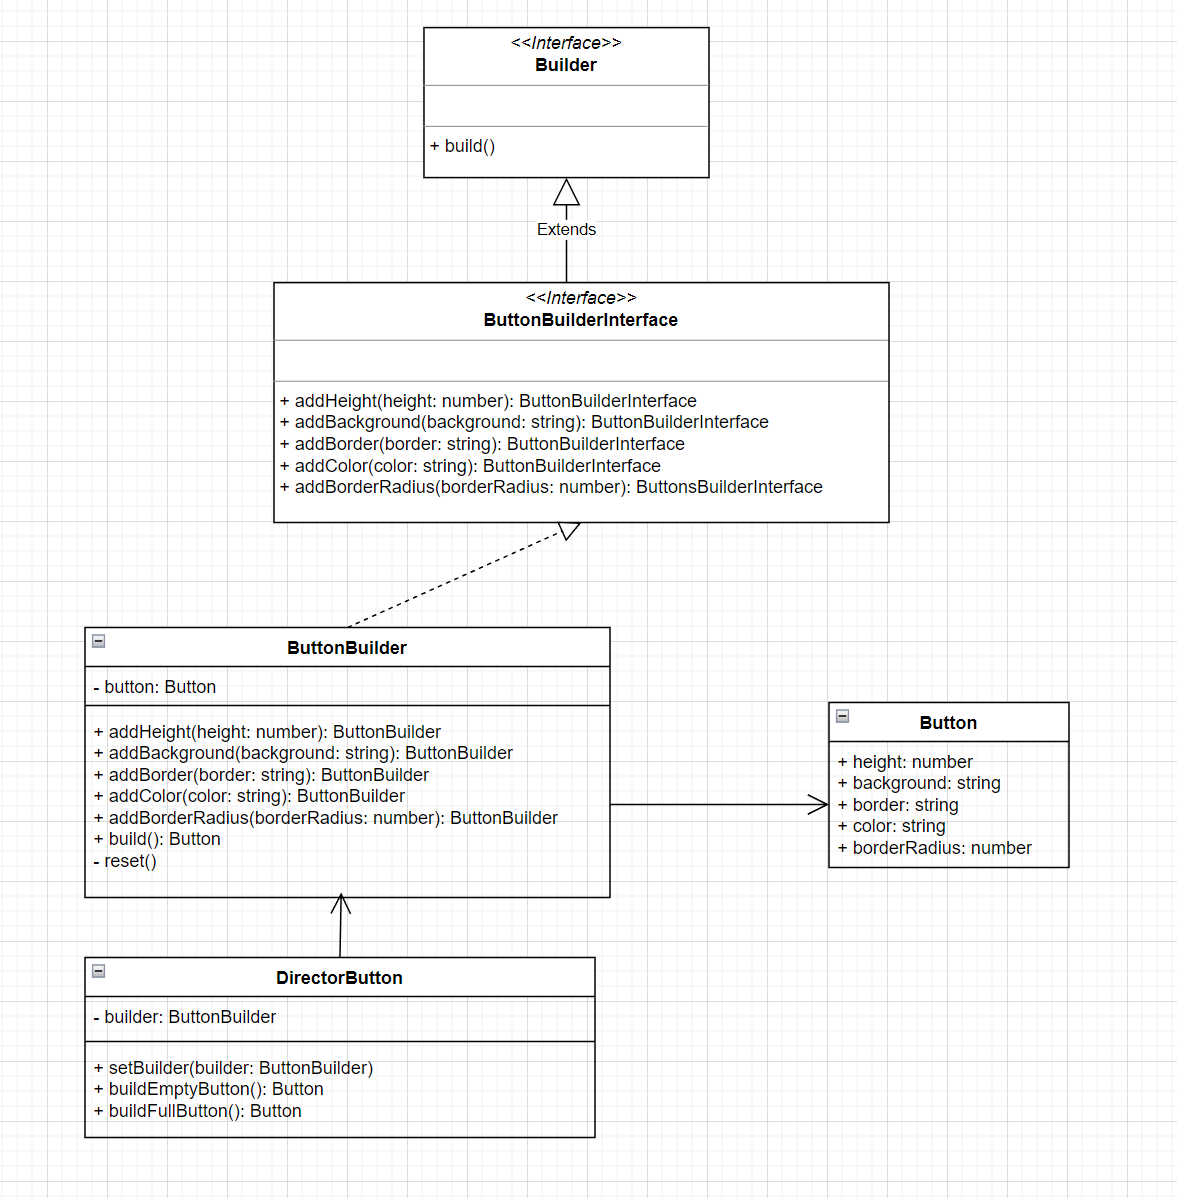 <<Interface>>
Builder
+ build()
Extends
<<Interface>>
ButtonBuilderInterface
+ addHeight(height: number): ButtonBuilderInterface
+ addBackground(background: string): ButtonBuilderInterface
+ addBorder(border: string): ButtonBuilderInterface
+ addColor(color: string): ButtonBuilderInterface
+ addBorderRadius(borderRadius: number): ButtonsBuilderInterface
ButtonBuilder
- button: Button
+ addHeight(height: number): ButtonBuilder
+ addBackground(background: string): ButtonBuilder
+ addBorder(border: string): ButtonBuilder
+ addColor(color: string): ButtonBuilder
+ addBorderRadius(borderRadius: number): ButtonBuilder
+ build(): Button
- reset()
Button
+ height: number
+ background: string
+ border: string
+ color: string
+ borderRadius: number
DirectorButton
- builder: ButtonBuilder
+ setBuilder(builder: ButtonBuilder)
+ buildEmptyButton(): Button
+ buildFullButton(): Button